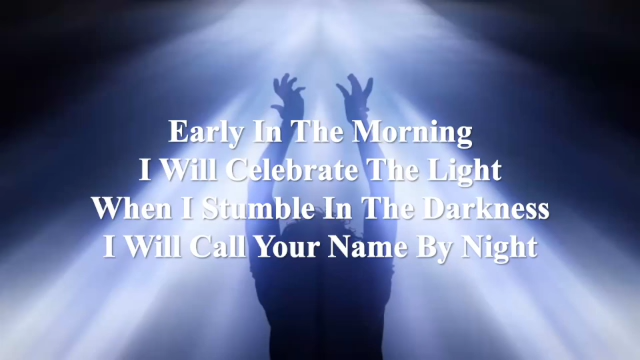 Early In The Morning
I Will Celebrate The Light
When I Stumble In The Darkness
I Will Call Your Name By Night